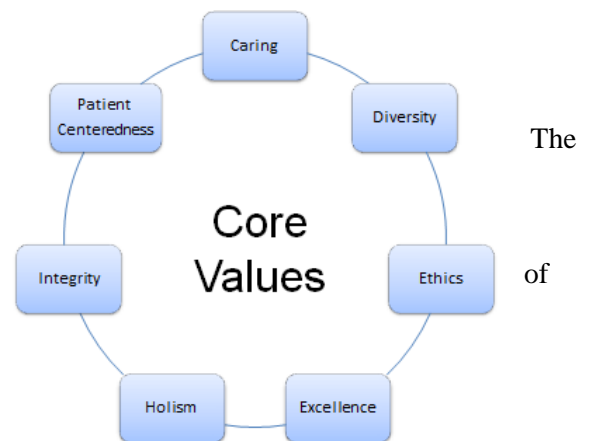 Caring
Diversity
Ethics
Excellence
Holism
Integrity
Patient
Centeredness
Core
Values
The
of